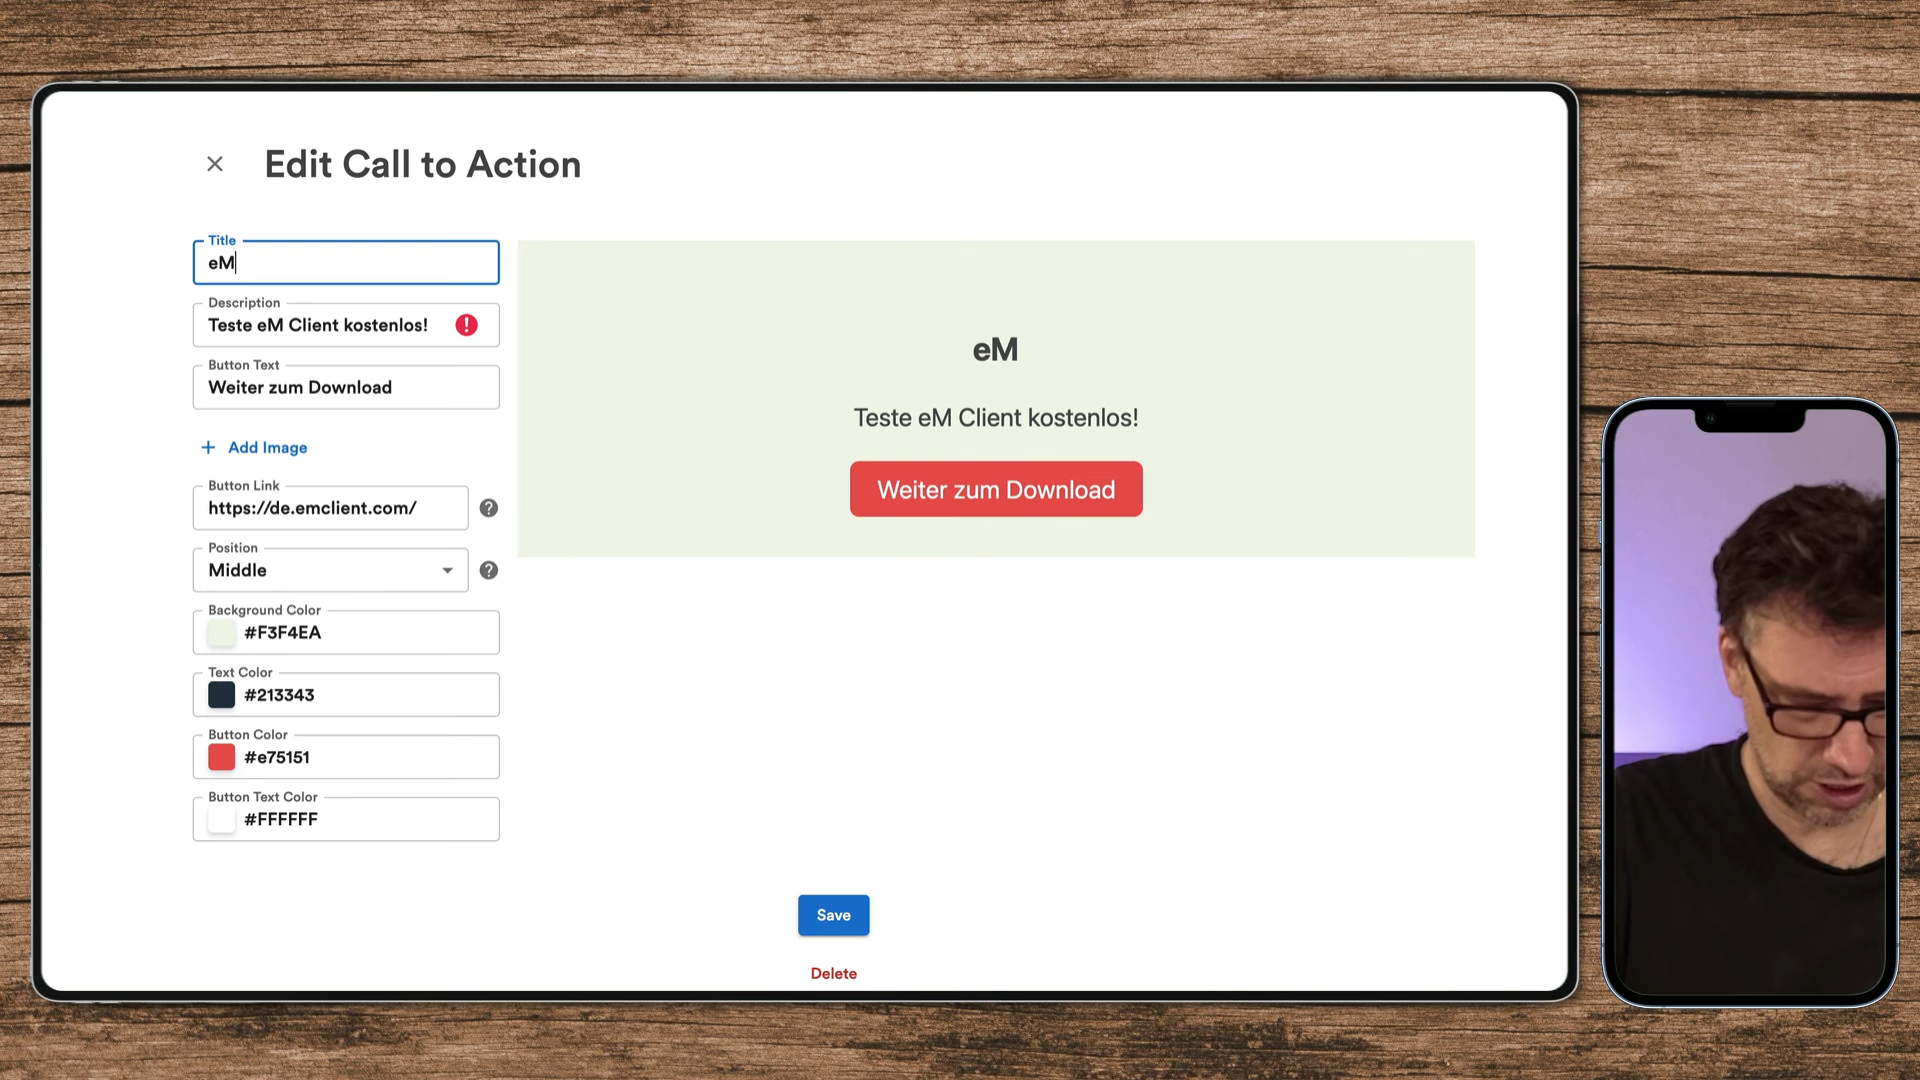 Edit Call to Action
Title
eM
Description
Teste eM Client kostenlos!
Button Text
Weiter zum Download
+ Add Image
Button Link
https://de.emclient.com/
Position
Middle
Background Color
#F3F4EA
Text Color
#213343
Button Color
#e75151
Button Text Color
#FFFFFF
eM
Teste eM Client kostenlos!
Weiter zum Download
Save
Delete